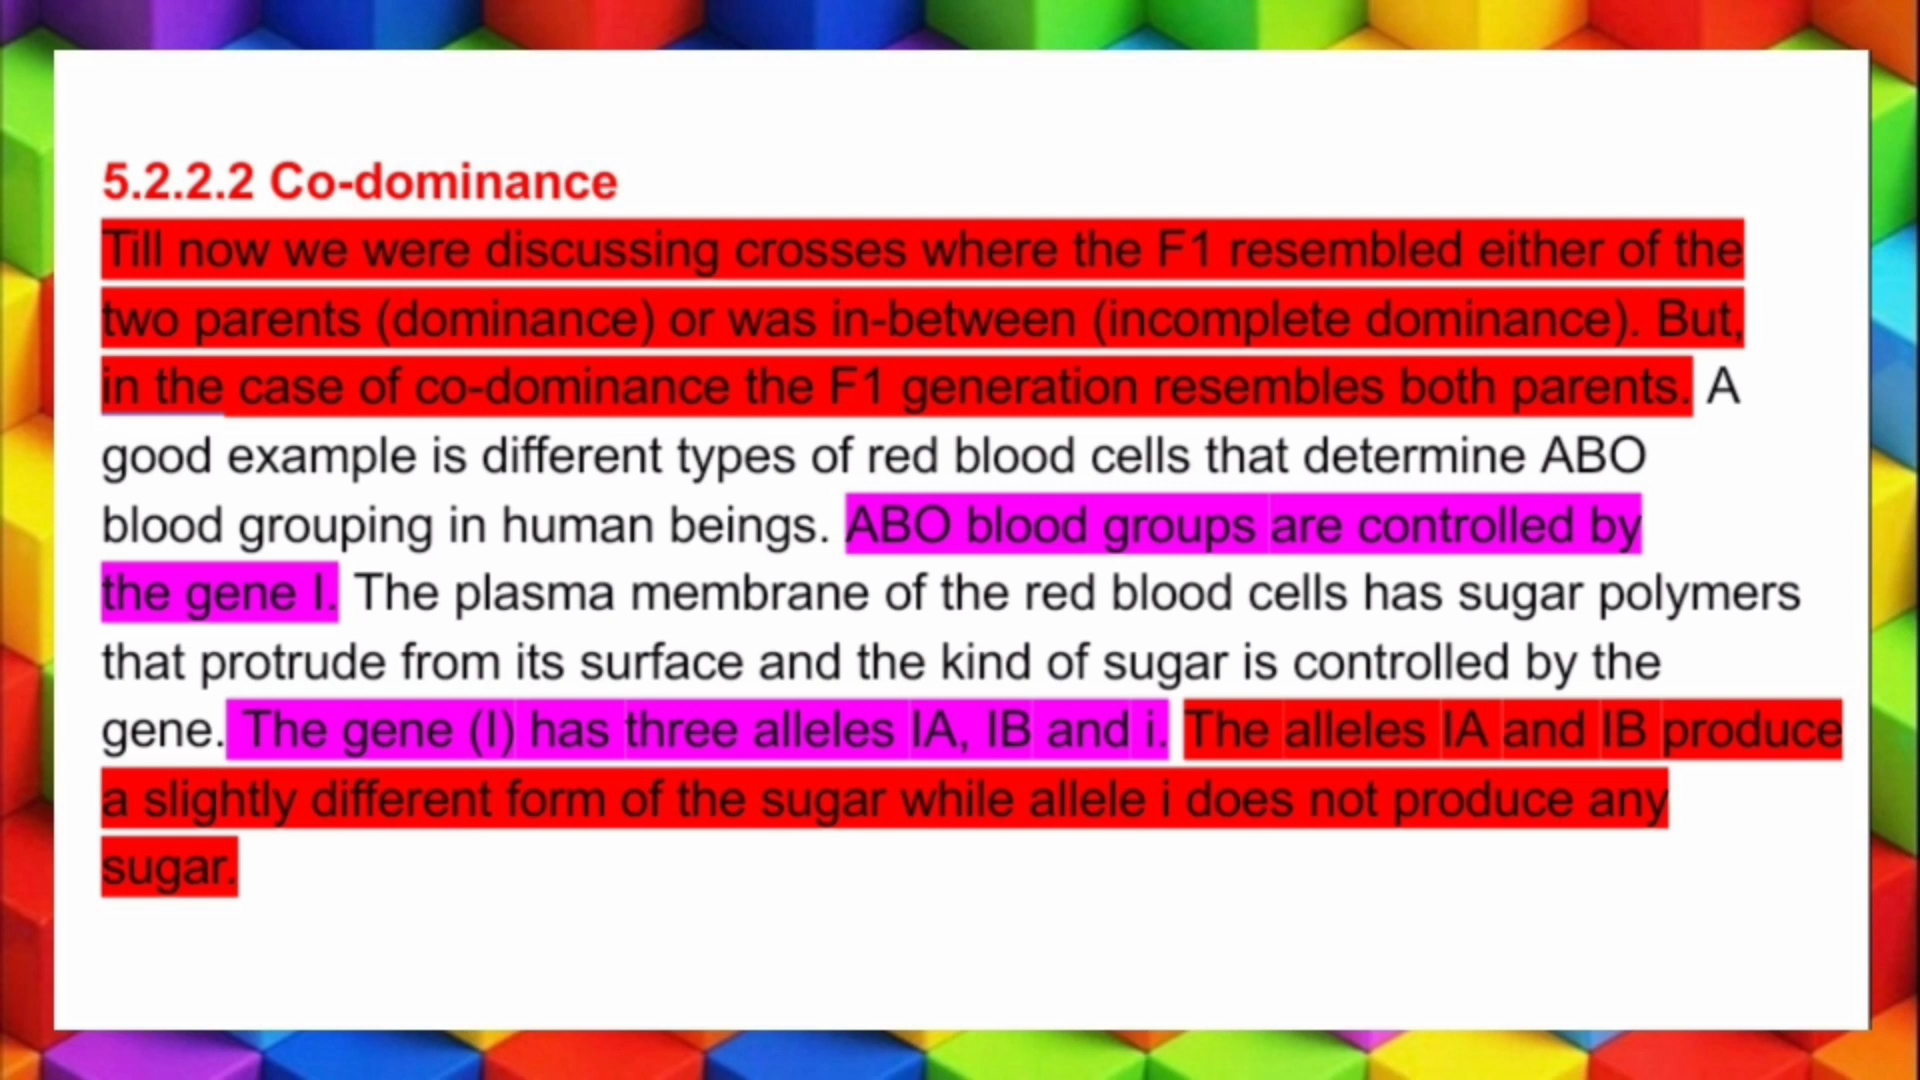 5.2.2.2 Co-dominance
Till now we were discussing crosses where the F1 resembled either of the
two parents (dominance) or was in-between (incomplete dominance). But,
in the case of co-dominance the F1 generation resembles both parents. A
good example is different types of red blood cells that determine ABO
blood grouping in human beings. ABO blood groups are controlled by
the gene I. The plasma membrane of the red blood cells has sugar polymers
that protrude from its surface and the kind of sugar is controlled by the
gene. The gene (I) has three alleles IA, IB and i. The alleles IA and IB produce
a slightly different form of the sugar while allele i does not produce any
sugar.